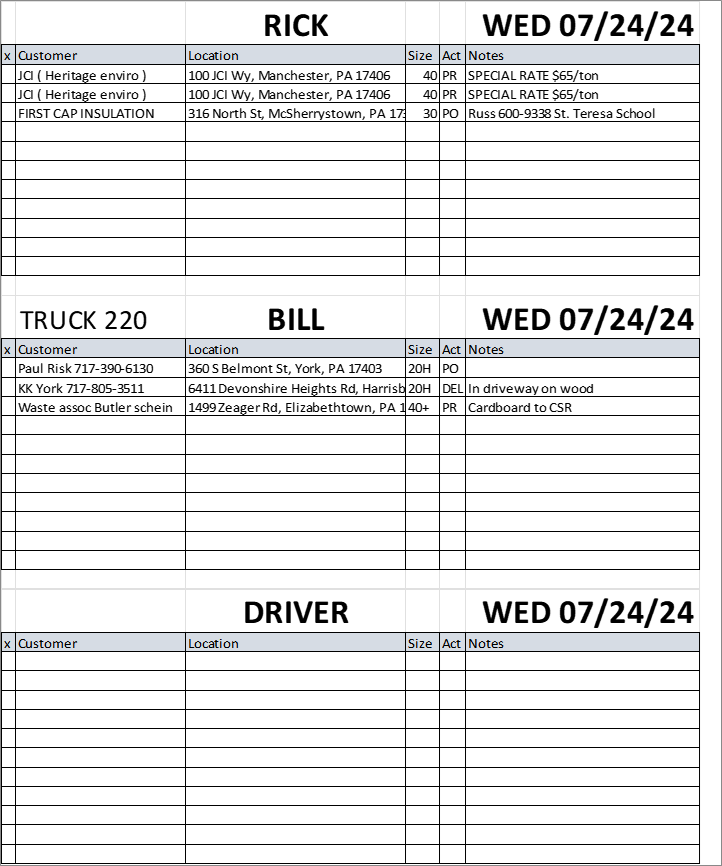 RICK WED 07/24/24
x Customer Location Size Act Notes
JCI ( Heritage enviro ) 100 JCI Wy, Manchester, PA 17406 40 PR SPECIAL RATE $65/ton
JCI ( Heritage enviro ) 100 JCI Wy, Manchester, PA 17406 40 PR SPECIAL RATE $65/ton
FIRST CAP INSULATION 316 North St, McSherrystown, PA 173 30 PO Russ 600-9338 St. Teresa School
TRUCK 220 BILL WED 07/24/24
x Customer Location Size Act Notes
Paul Risk 717-390-6130 360 S Belmont St, York, PA 17403 20H PO
KK York 717-805-3511 6411 Devonshire Heights Rd, Harrisb 20H DEL In driveway on wood
Waste assoc Butler schein 1499 Zeager Rd, Elizabethtown, PA 1 40+ PR Cardboard to CSR
DRIVER WED 07/24/24
x Customer Location Size Act Notes